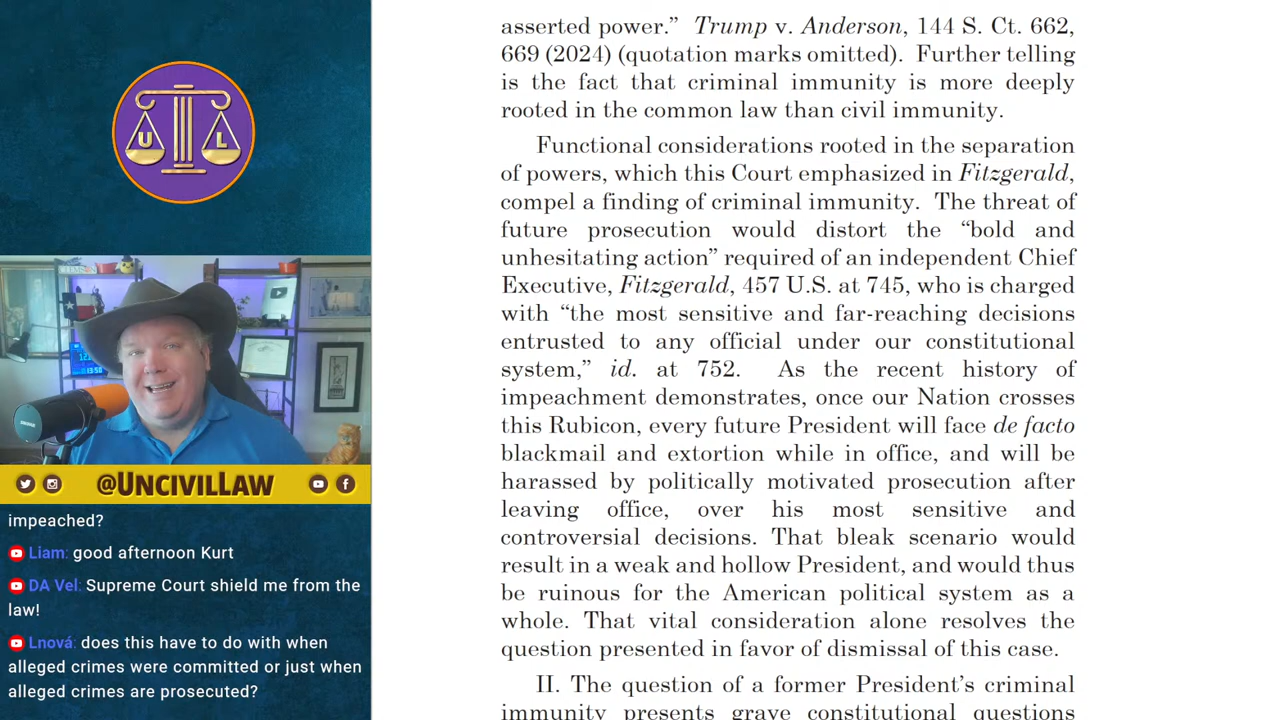 U L
@UNCIVILLAW
impeached?
Liam: good afternoon Kurt
DA Vel: Supreme Court shield me from the
law!
Lnová: does this have to do with when
alleged crimes were committed or just when
alleged crimes are prosecuted?
asserted power.” Trump v. Anderson, 144 S. Ct. 662,
669 (2024) (quotation marks omitted). Further telling
is the fact that criminal immunity is more deeply
rooted in the common law than civil immunity.
Functional considerations rooted in the separation
of powers, which this Court emphasized in Fitzgerald,
compel a finding of criminal immunity. The threat of
future prosecution would distort the “bold and
unhesitating action” required of an independent Chief
Executive, Fitzgerald, 457 U.S. at 745, who is charged
with “the most sensitive and far-reaching decisions
entrusted to any official under our constitutional
system,” id. at 752. As the recent history of
impeachment demonstrates, once our Nation crosses
this Rubicon, every future President will face de facto
blackmail and extortion while in office, and will be
harassed by politically motivated prosecution after
leaving office, over his most sensitive and
controversial decisions. That bleak scenario would
result in a weak and hollow President, and would thus
be ruinous for the American political system as a
whole. That vital consideration alone resolves the
question presented in favor of dismissal of this case.
II. The question of a former President’s criminal
immunity presents grave constitutional questions